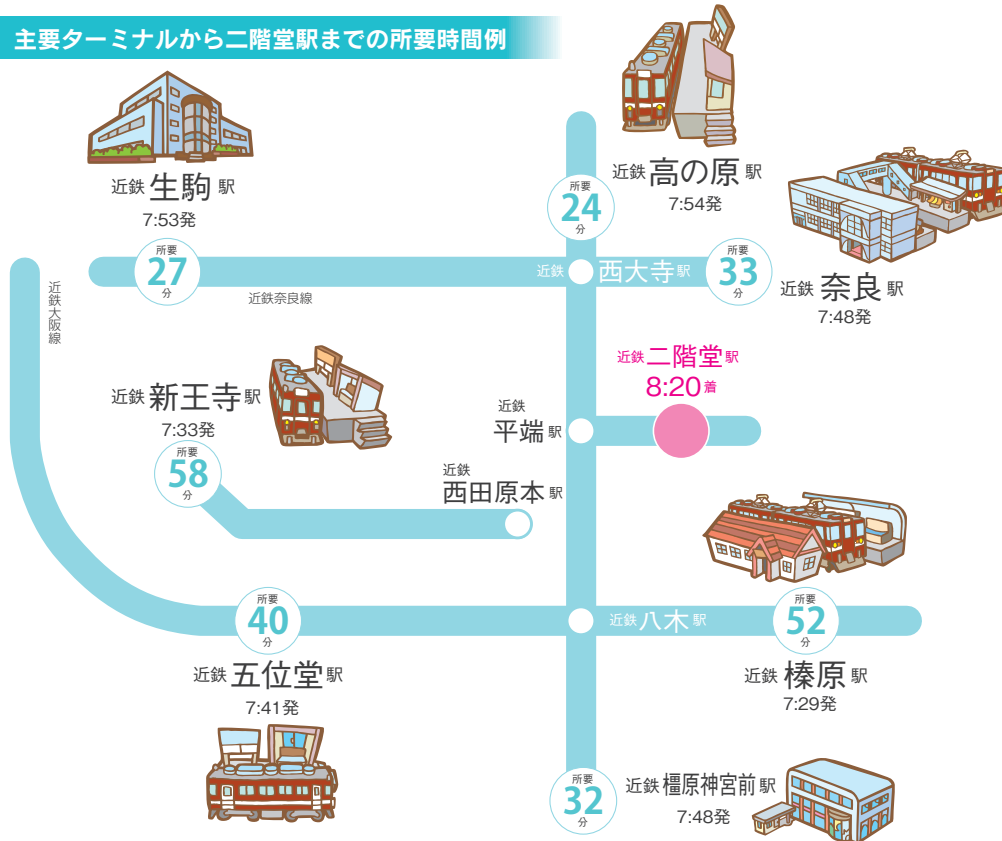 主要ターミナルから二階堂駅までの所要時間例
近鉄 生駒 駅
7:53発
所要
27
分
近鉄大阪線
近鉄奈良線
近鉄 高の原 駅
7:54発
所要
24
分
近鉄 西大寺 駅
所要
33
分
近鉄 奈良 駅
7:48発
近鉄 二階堂 駅
8:20 着
近鉄
平端 駅
近鉄 新王寺 駅
7:33発
所要
58
分
近鉄
西田原本 駅
所要
40
分
近鉄 五位堂 駅
7:41発
近鉄 八木 駅
所要
52
分
近鉄 榛原 駅
7:29発
所要
32
分
近鉄 橿原神宮前 駅
7:48発